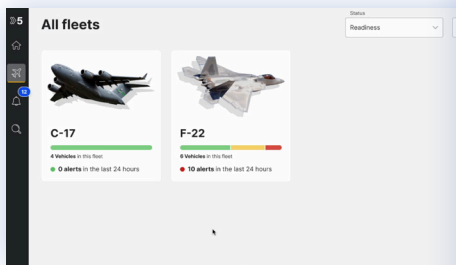 5
All fleets
Status
Readiness
12
C-17
4 Vehicles in this fleet
0 alerts in the last 24 hours
F-22
6 Vehicles in this fleet
10 alerts in the last 24 hours